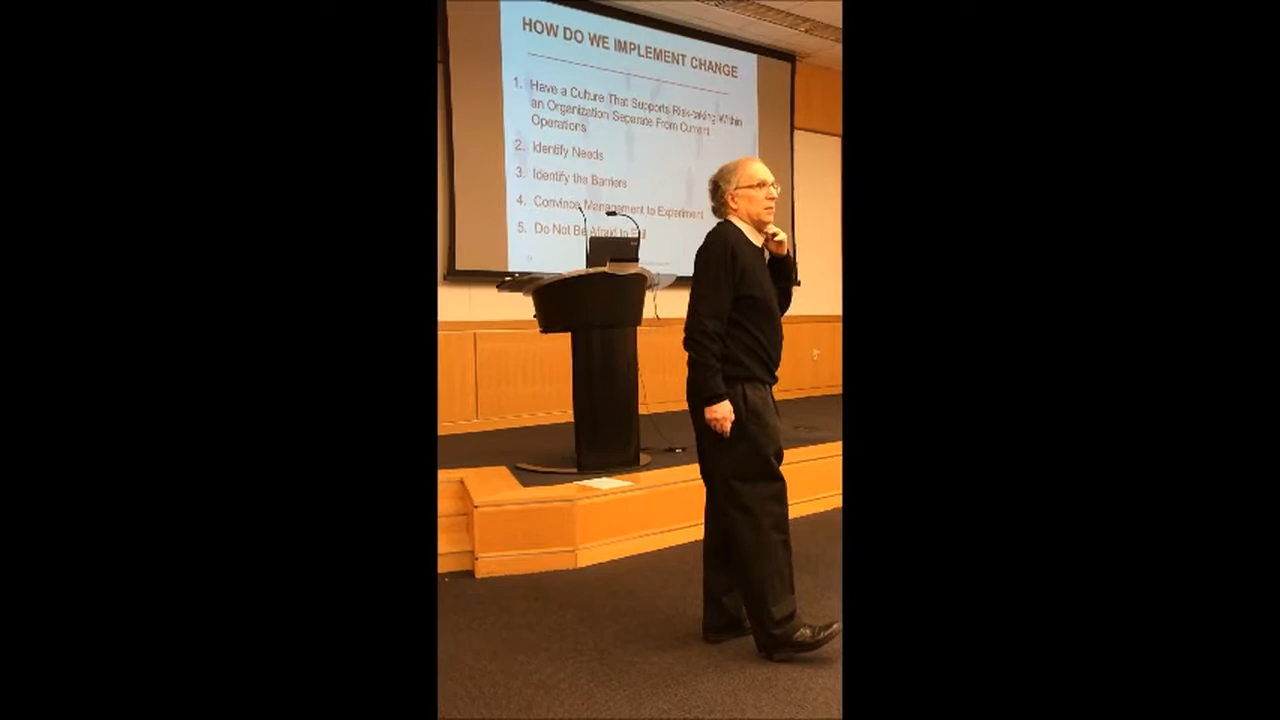 HOW DO WE IMPLEMENT CHANGE
1. Have a Culture That Supports Risk-taking Within
an Organization Separate From Current
Operations
2. Identify Needs
3. Identify the Barriers
4. Convince Management to Experiment
5. Do Not Be Afraid to